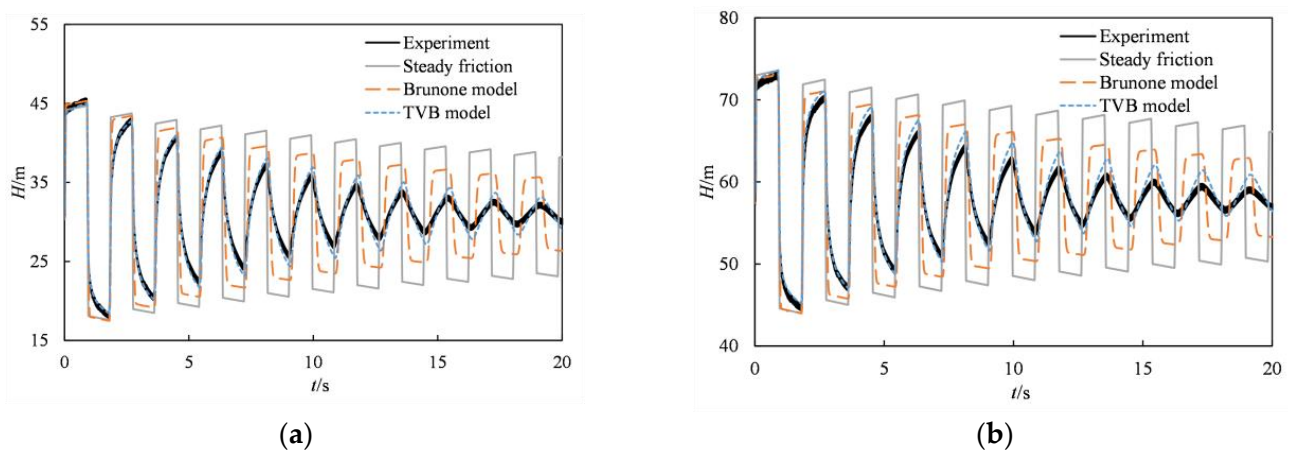 55
45
35
25
15
H/m
0
5
10
15
20
t/s
Experiment
Steady friction
Brunone model
TVB model
(a)
80
70
60
50
40
H/m
0
5
10
15
20
t/s
Experiment
Steady friction
Brunone model
TVB model
(b)